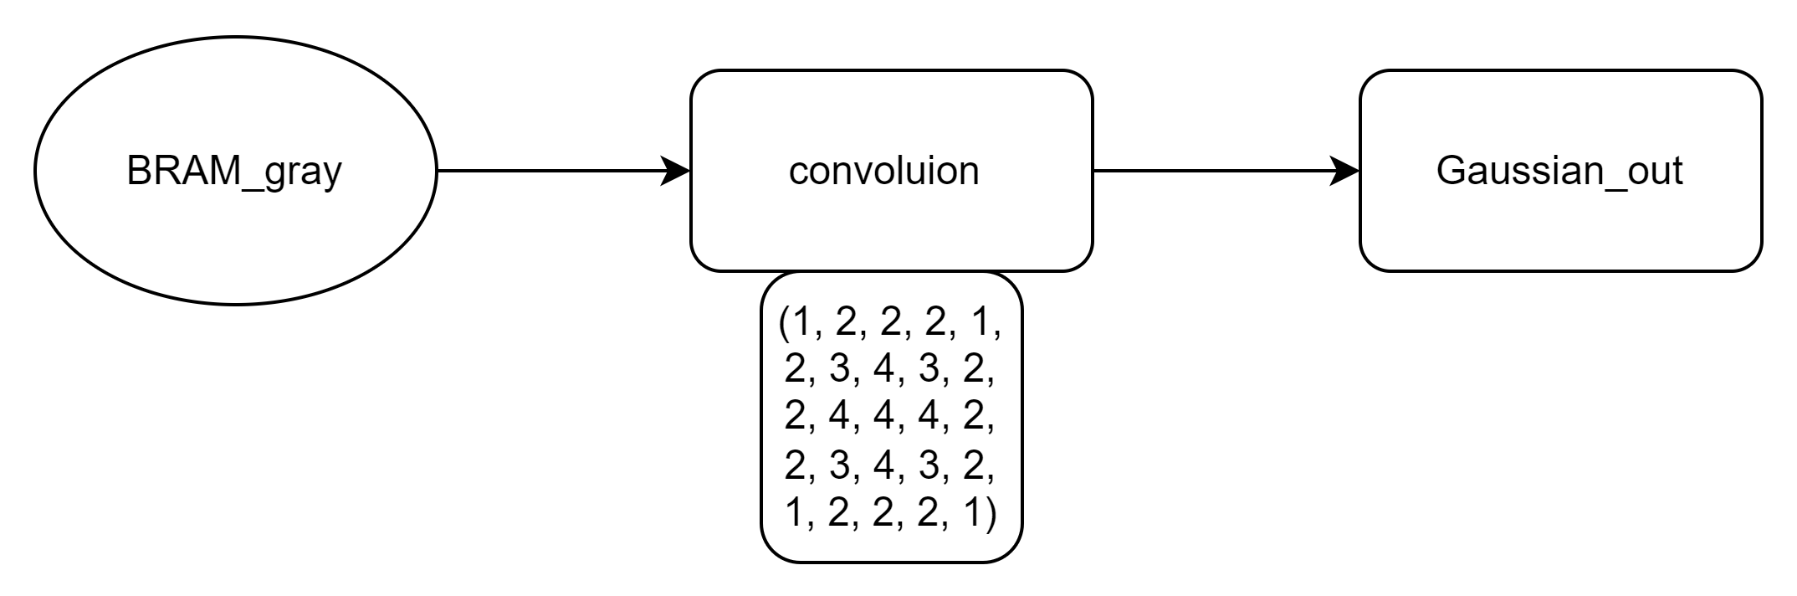 BRAM_gray
convoluion
Gaussian_out
(1, 2, 2, 2, 1,
2, 3, 4, 3, 2,
2, 4, 4, 4, 2,
2, 3, 4, 3, 2,
1, 2, 2, 2, 1)